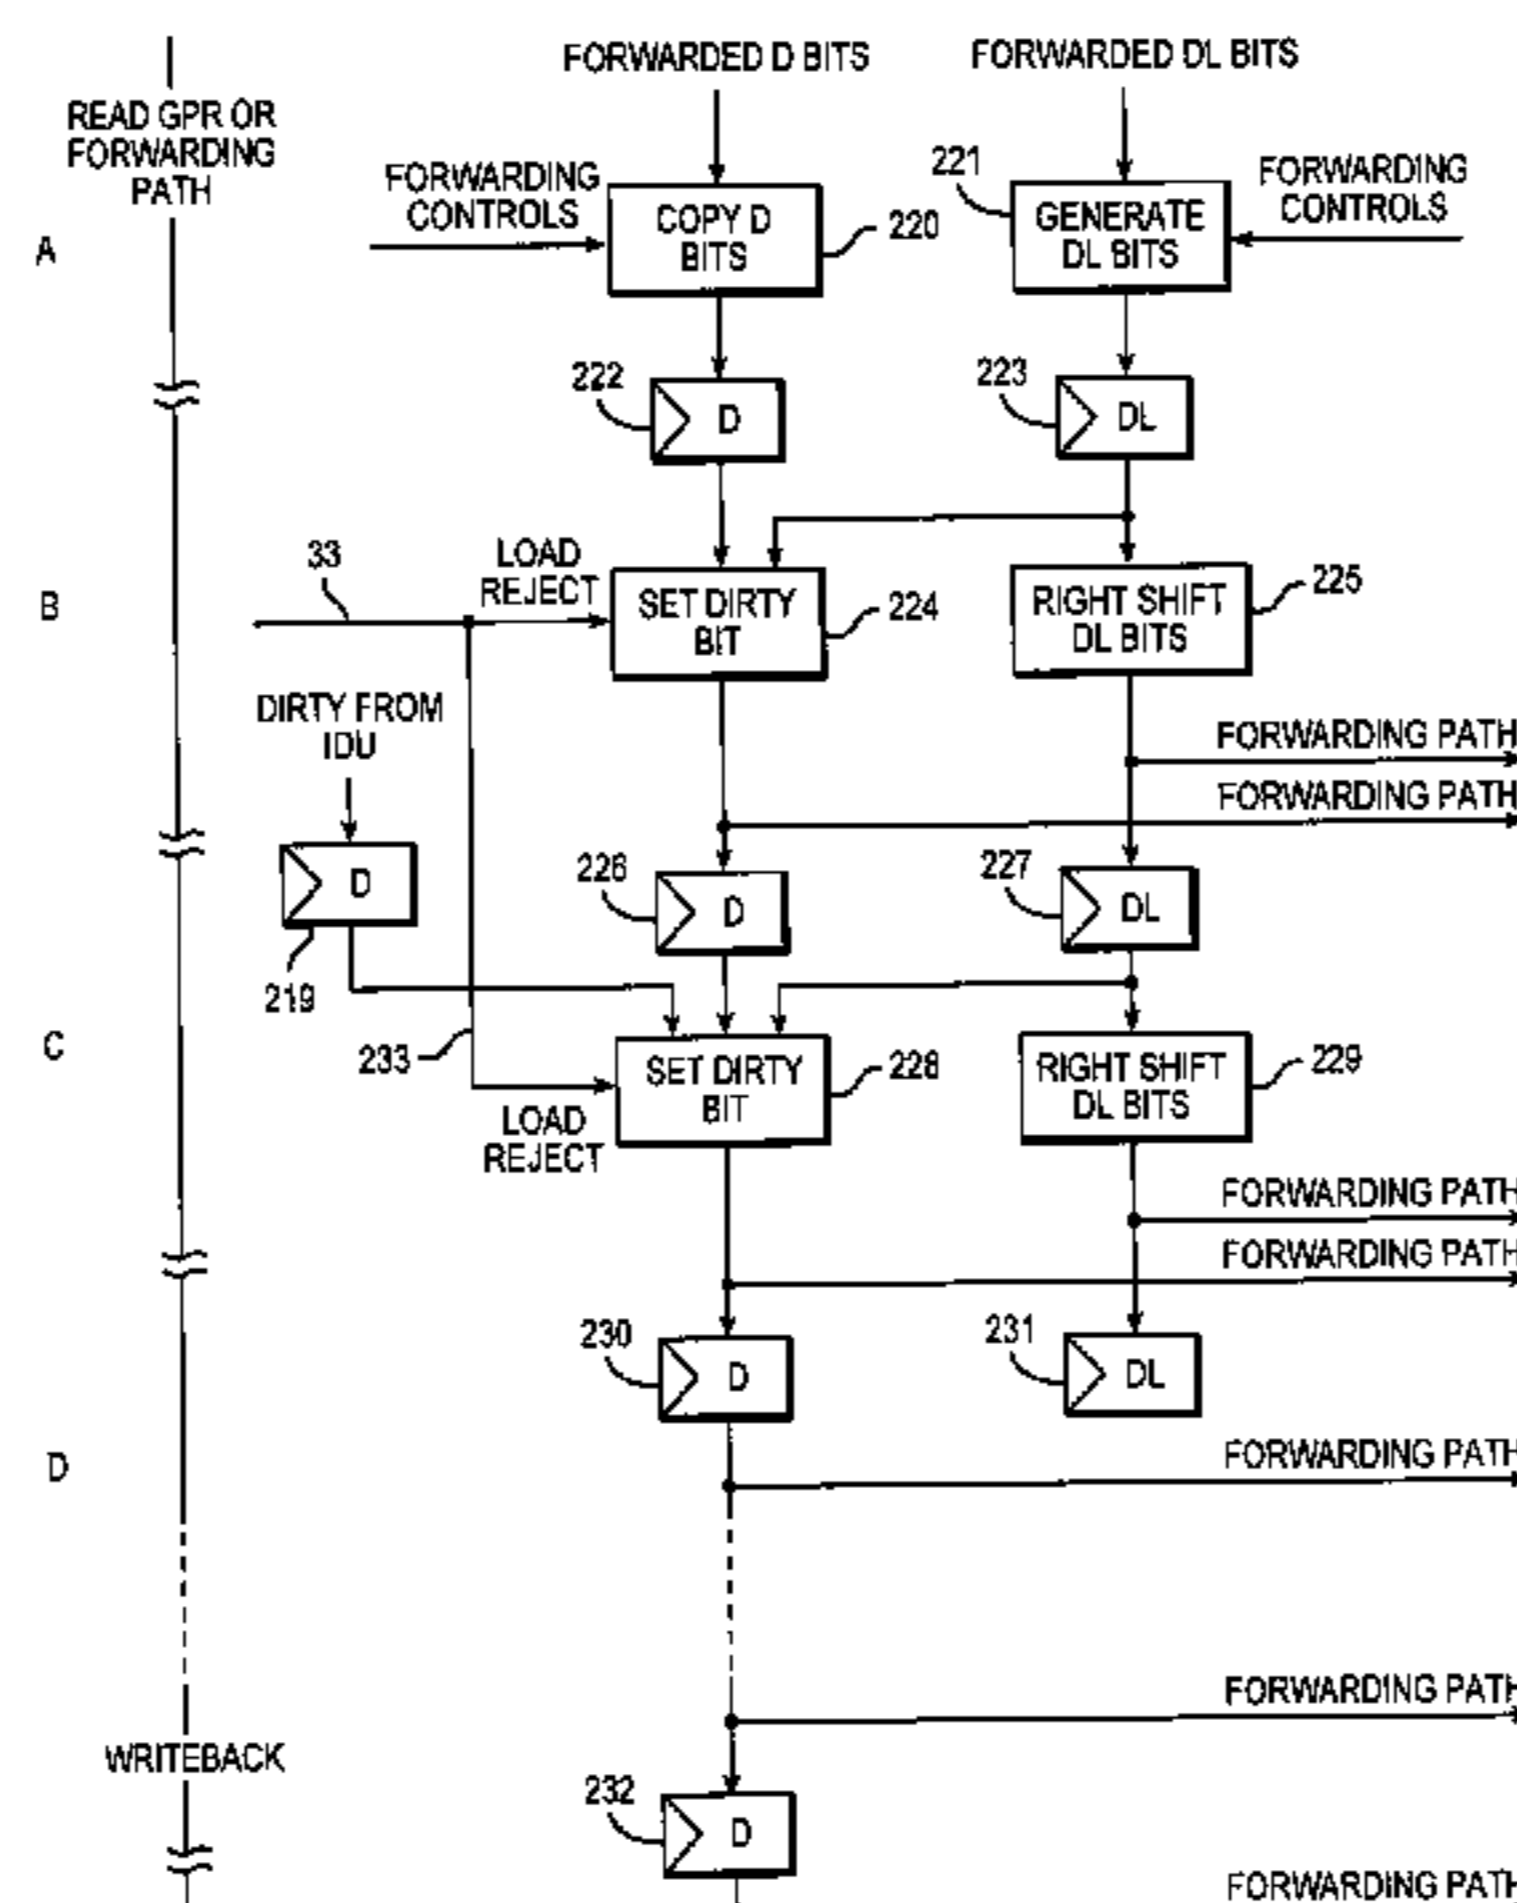 FORWARDED D BITS
FORWARDED DL BITS
READ GPR OR
FORWARDING
PATH
FORWARDING
CONTROLS
221
FORWARDING
CONTROLS
A
COPY D
BITS
220
GENERATE
DL BITS
222
D
223
DL
33
LOAD
REJECT
B
SET DIRTY
BIT
224
RIGHT SHIFT
DL BITS
225
DIRTY FROM
IDU
FORWARDING PATH
FORWARDING PATH
D
219
226
D
227
DL
C
233
SET DIRTY
BIT
228
RIGHT SHIFT
DL BITS
229
LOAD
REJECT
FORWARDING PATH
FORWARDING PATH
230
D
231
DL
D
FORWARDING PATH
FORWARDING PATH
WRITEBACK
232
D
FORWARDING PATH